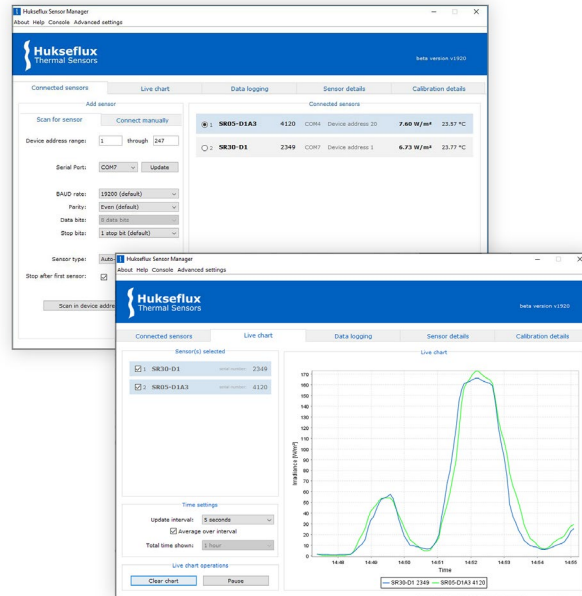 Hukseflux Sensor Manager
About Help Console Advanced settings
Hukseflux
Thermal Sensors
beta version v1920
Connected sensors Live chart Data logging Sensor details Calibration details
Add sensor Connected sensors
Scan for sensor Connect manually
1 SR05-D1A3 4120 COM4 Device address 20 7.60 W/m² 23.57 °C
Device address range: 1 through 247
2 SR30-D1 2349 COM7 Device address 1 6.73 W/m² 23.77 °C
Serial Port: COM7 Update
BAUD rate: 19200 (default)
Parity: Even (default)
Data bits: 8 data bits
Stop bits: 1 stop bit (default)
Sensor type: Auto-
Stop after first sensor:
Scan in device addre
Hukseflux Sensor Manager
About Help Console Advanced settings
Hukseflux
Thermal Sensors
beta version v1920
Connected sensors Live chart Data logging Sensor details Calibration details
Sensor(s) selected Live chart
1 SR30-D1 serial number: 2349
2 SR05-D1A3 serial number: 4120
Time settings
Update interval: 5 seconds
Average over interval
Total time shown: 1 hour
Live chart operations
Clear chart Pause
Irradiance [W/m²]
170
160
150
140
130
120
110
100
90
80
70
60
50
40
30
20
10
0
14:48 14:49 14:50 14:51 14:52 14:53 14:54 14:55
Time
SR30-D1 2349 SR05-D1A3 4120